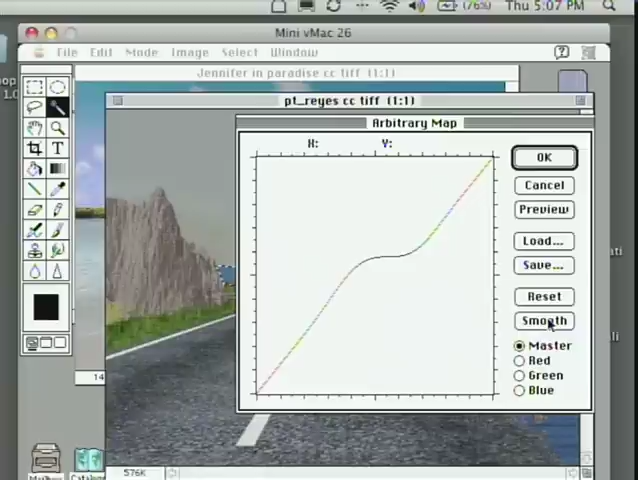 (76%)
Thu 5:07 PM
Mini vMac 26
File Edit Mode Image Select Window
Jennifer in paradise cc tiff (1:1)
pt_reyes cc tiff (1:1)
Arbitrary Map
X: Y:
OK
Cancel
Preview
Load...
Save...
Reset
Smooth
Master
Red
Green
Blue
14
576K